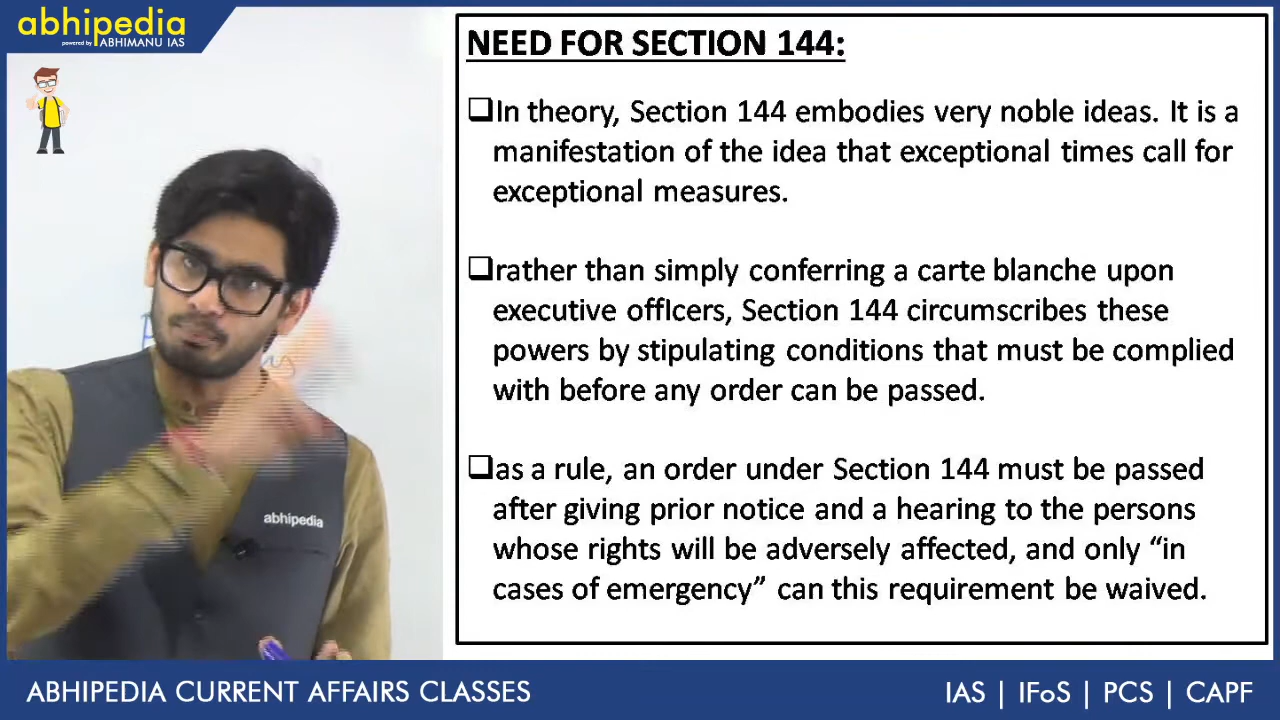 abhipedia
powered by ABHIMANU IAS
NEED FOR SECTION 144:
❑In theory, Section 144 embodies very noble ideas. It is a
manifestation of the idea that exceptional times call for
exceptional measures.
❑rather than simply conferring a carte blanche upon
executive offIcers, Section 144 circumscribes these
powers by stipulating conditions that must be complied
with before any order can be passed.
❑as a rule, an order under Section 144 must be passed
after giving prior notice and a hearing to the persons
whose rights will be adversely affected, and only “in
cases of emergency” can this requirement be waived.
abhipedia
ABHIPEDIA CURRENT AFFAIRS CLASSES
IAS | IFoS | PCS | CAPF